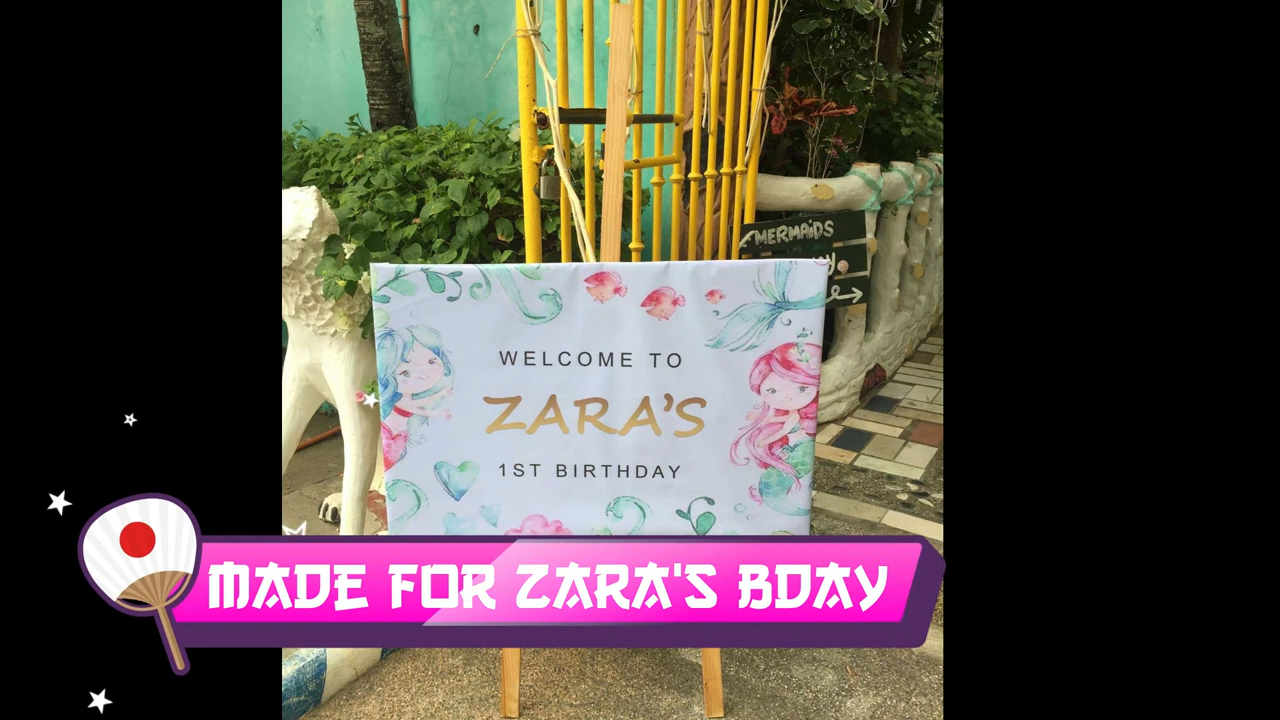 MERMAIDS
WELCOME TO
ZARA'S
1ST BIRTHDAY
MADE FOR ZARA'S BDAY